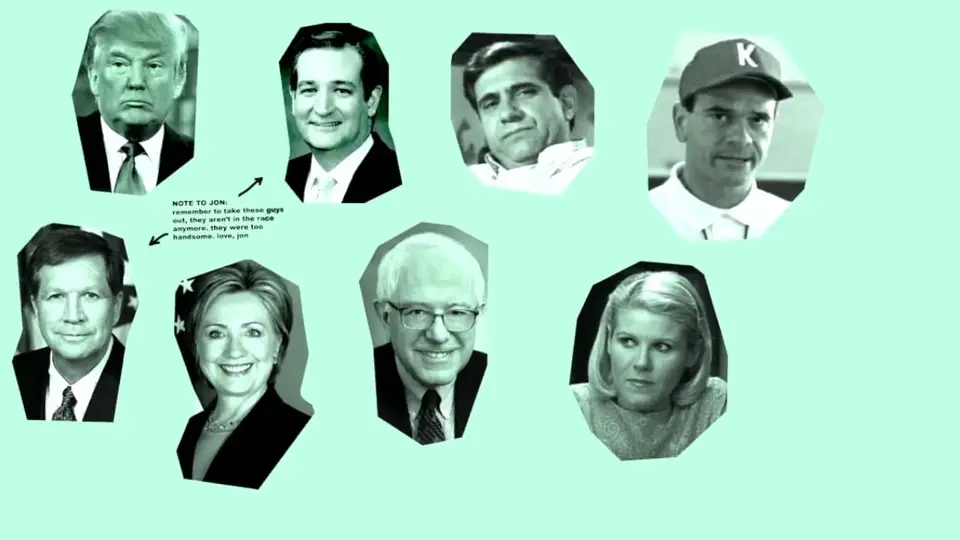 K
NOTE TO JON:
remember to take these guys
out, they aren't in the race
anymore. they were too
handsome. love, jon